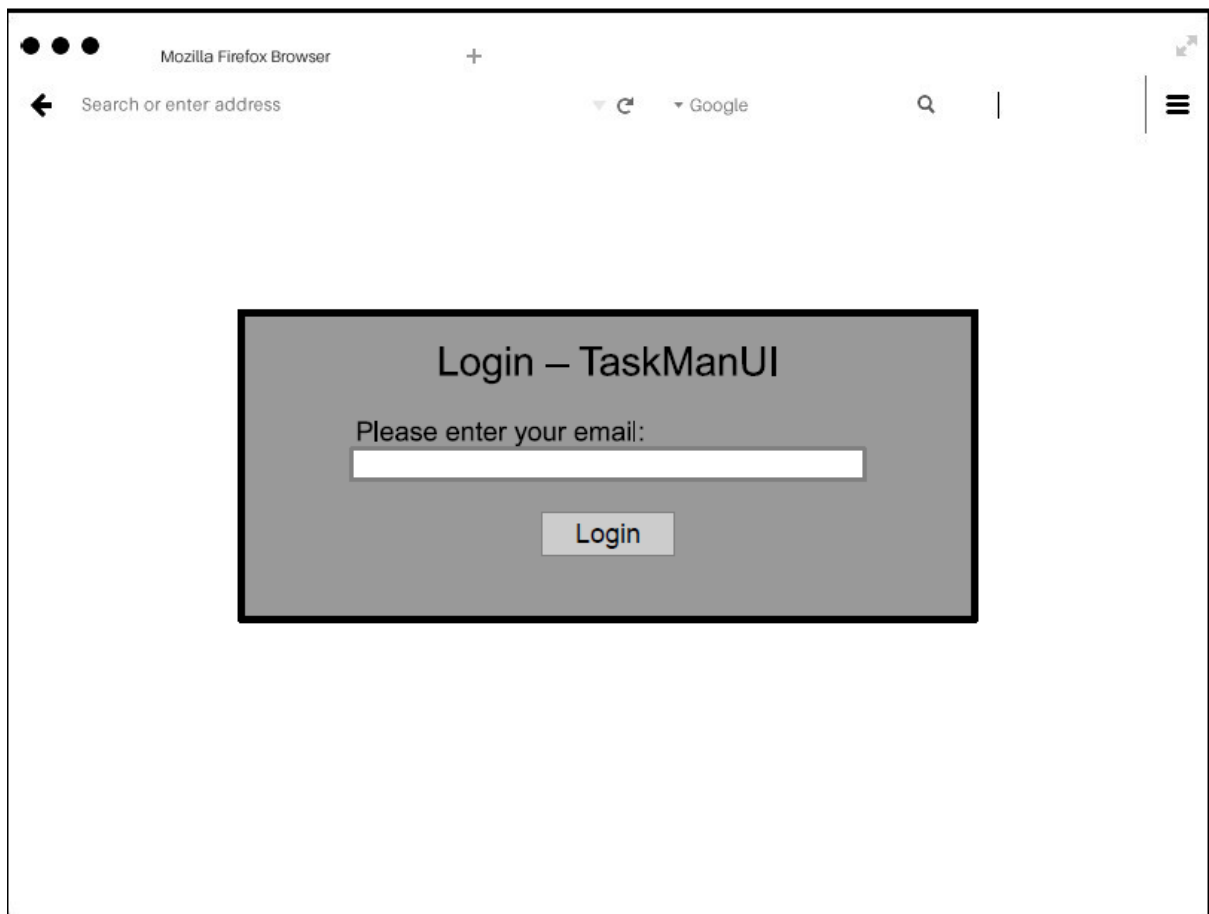 Mozilla Firefox Browser
Search or enter address
Google
Login – TaskManUI
Please enter your email:
Login